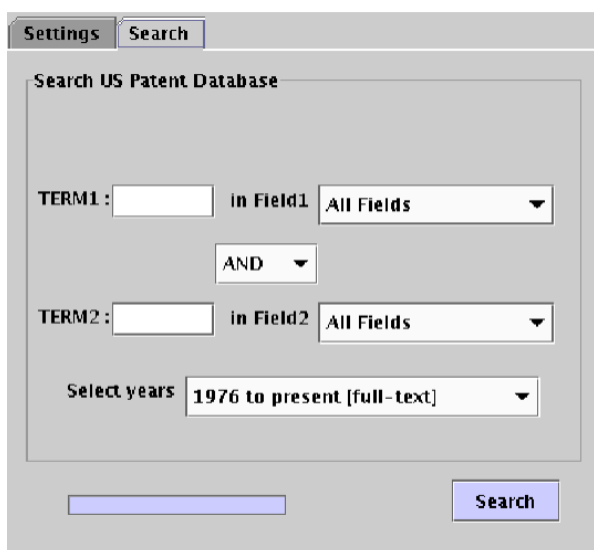 Settings Search
Search US Patent Database
TERM1: in Field1 All Fields
AND
TERM2: in Field2 All Fields
Select years 1976 to present [full-text]
Search